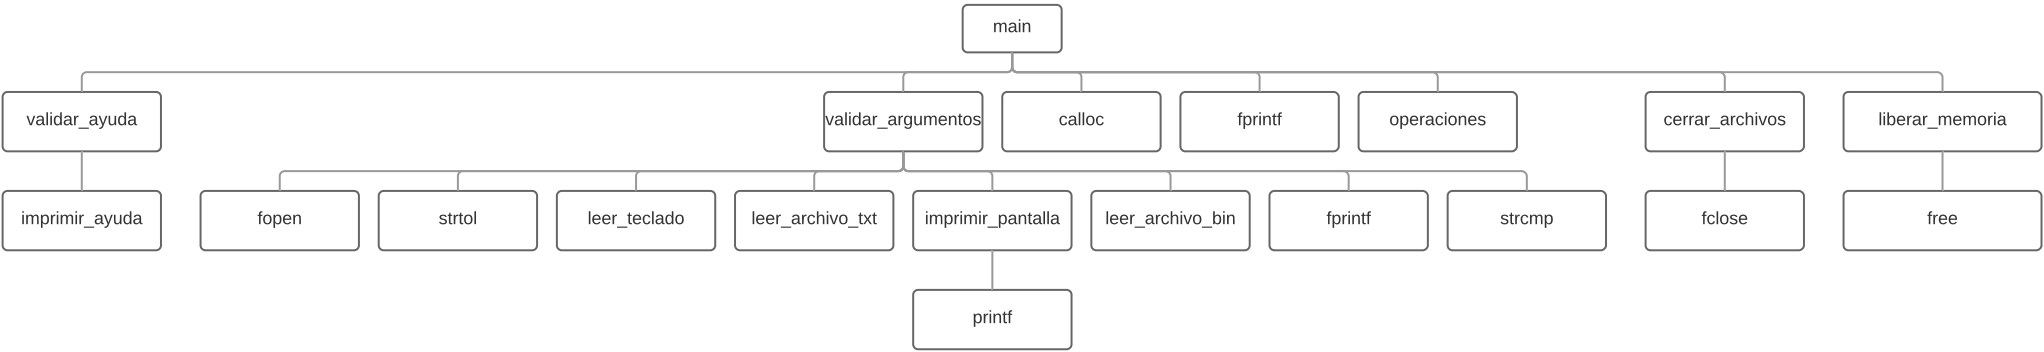 main
validar_ayuda
validar_argumentos
calloc
fprintf
operaciones
cerrar_archivos
liberar_memoria
imprimir_ayuda
fopen
strtol
leer_teclado
leer_archivo_txt
imprimir_pantalla
leer_archivo_bin
fprintf
strcmp
fclose
free
printf